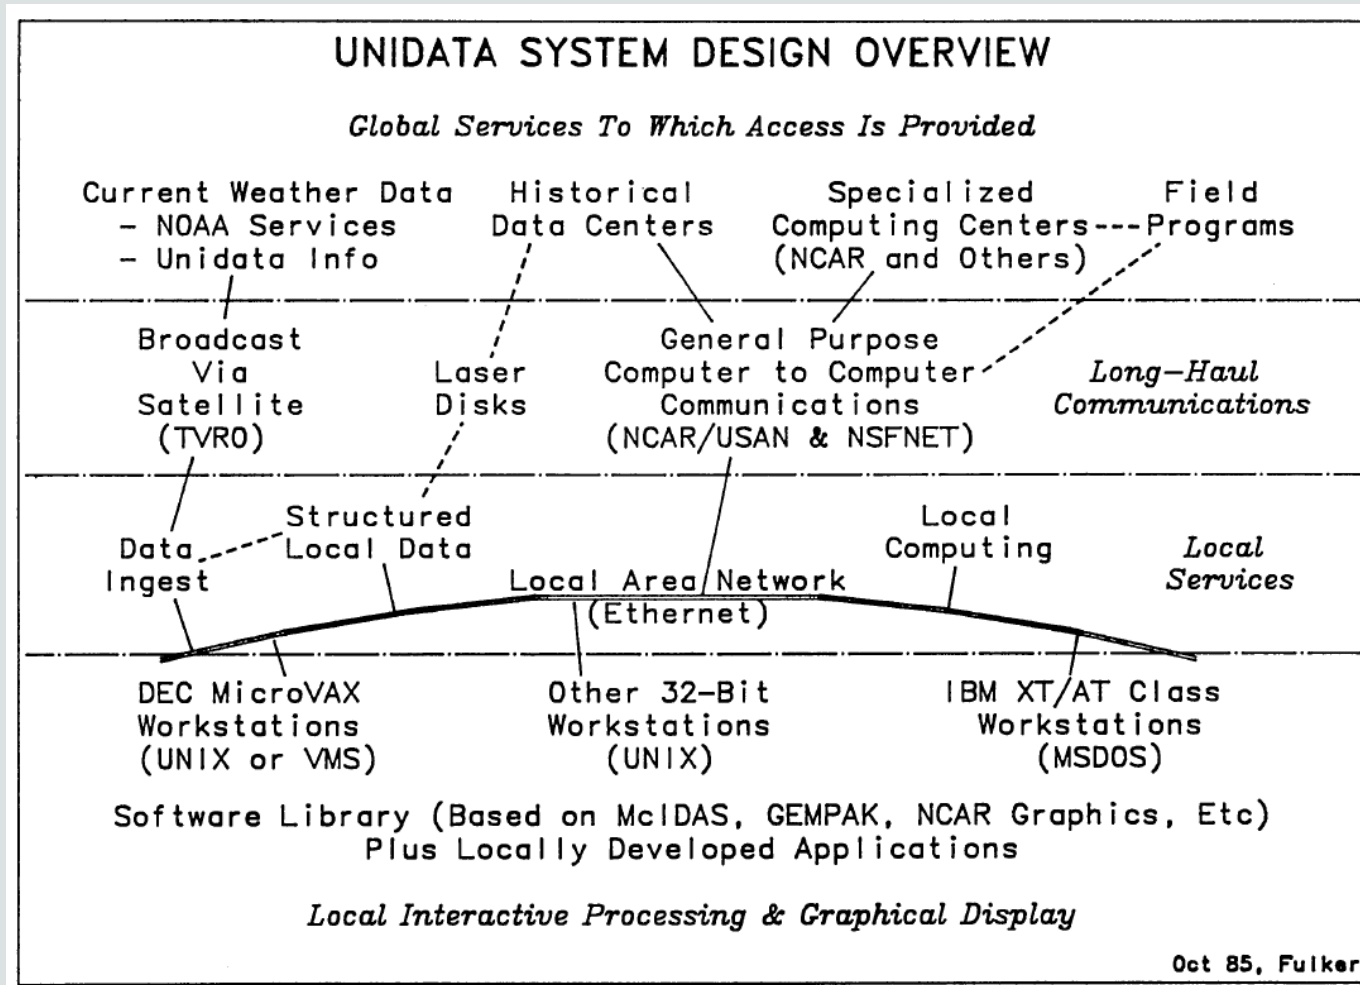 UNIDATA SYSTEM DESIGN OVERVIEW
Global Services To Which Access Is Provided
Current Weather Data
- NOAA Services
- Unidata Info
Historical
Data Centers
Specialized
Computing Centers
(NCAR and Others)
Field
Programs
Broadcast
Via
Satellite
(TVRO)
Laser
Disks
General Purpose
Computer to Computer
Communications
(NCAR/USAN & NSFNET)
Long-Haul
Communications
Data
Ingest
Structured
Local Data
Local Area Network
(Ethernet)
Local
Computing
Local
Services
DEC MicroVAX
Workstations
(UNIX or VMS)
Other 32-Bit
Workstations
(UNIX)
IBM XT/AT Class
Workstations
(MSDOS)
Software Library (Based on McIDAS, GEMPAK, NCAR Graphics, Etc)
Plus Locally Developed Applications
Local Interactive Processing & Graphical Display
Oct 85, Fulker